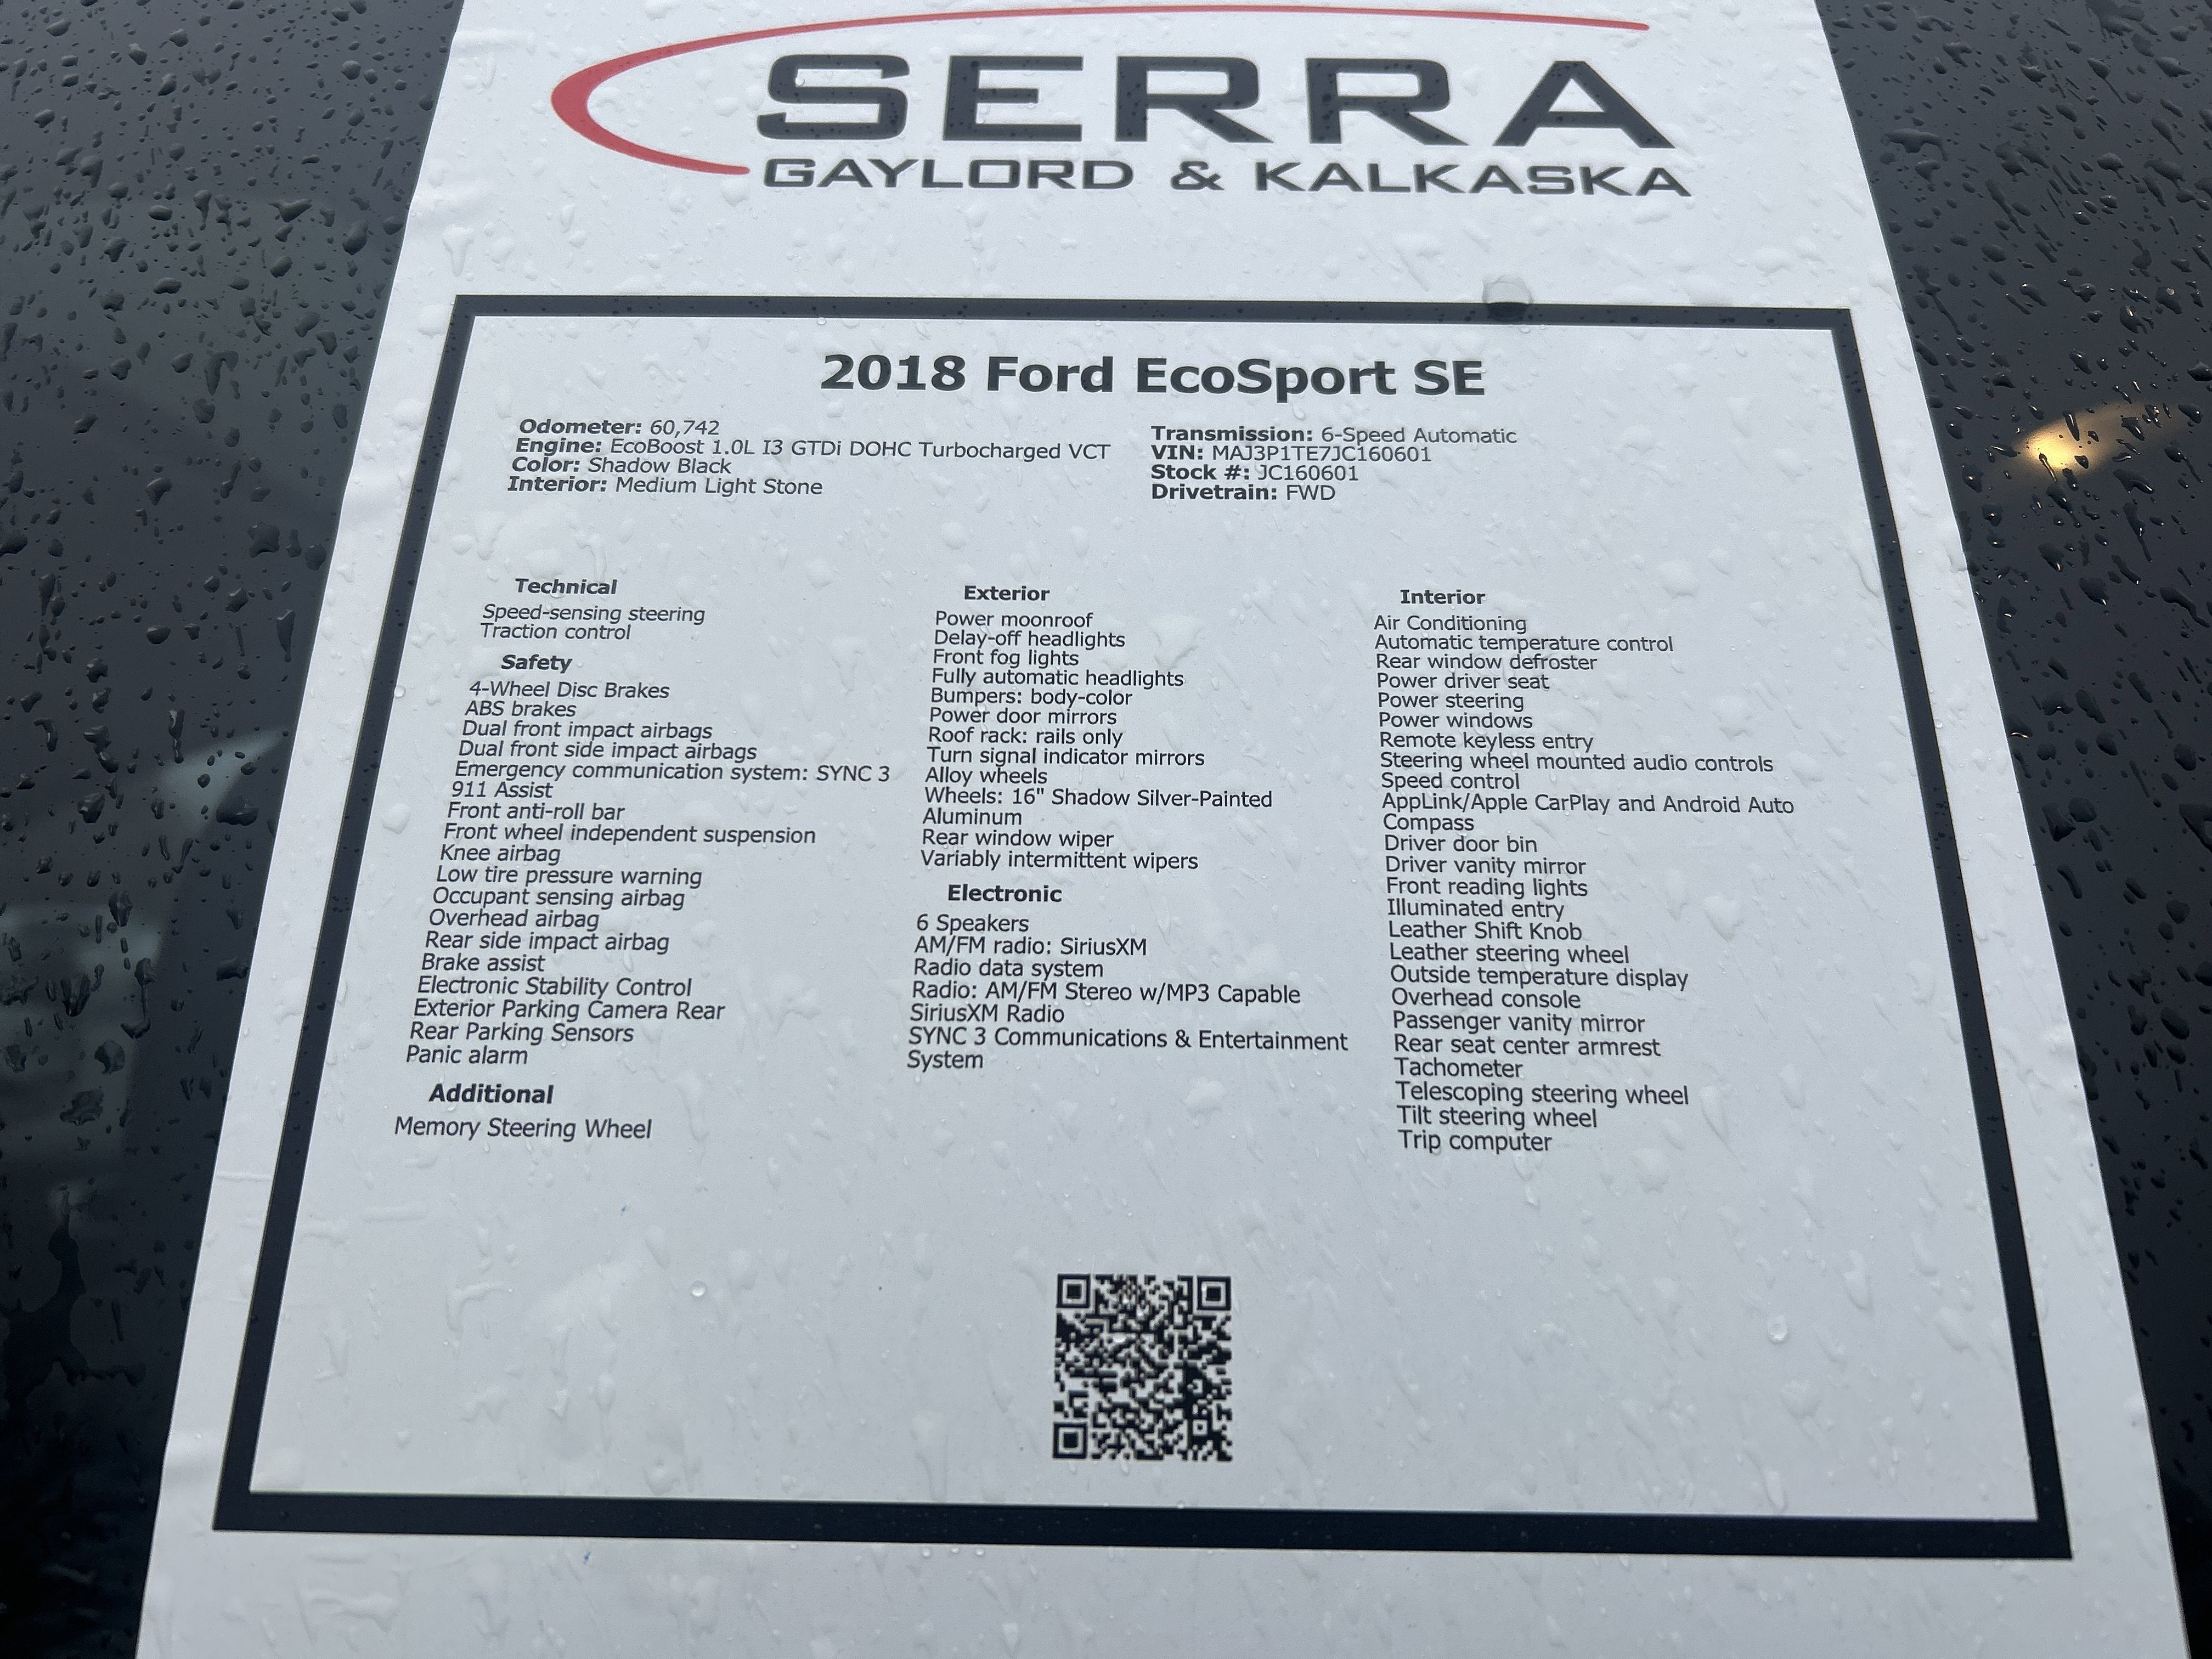 SERRA
GAYLORD & KALKASKA
2018 Ford EcoSport SE
Odometer: 60,742
Engine: EcoBoost 1.0L I3 GTDi DOHC Turbocharged VCT
Color: Shadow Black
Interior: Medium Light Stone
Transmission: 6-Speed Automatic
VIN: MAJ3P1TE7JC160601
Stock #: JC160601
Drivetrain: FWD
Technical
Speed-sensing steering
Traction control
Safety
4-Wheel Disc Brakes
ABS brakes
Dual front impact airbags
Dual front side impact airbags
Emergency communication system: SYNC 3
911 Assist
Front anti-roll bar
Front wheel independent suspension
Knee airbag
Low tire pressure warning
Occupant sensing airbag
Overhead airbag
Rear side impact airbag
Brake assist
Electronic Stability Control
Exterior Parking Camera Rear
Rear Parking Sensors
Panic alarm
Additional
Memory Steering Wheel
Exterior
Power moonroof
Delay-off headlights
Front fog lights
Fully automatic headlights
Bumpers: body-color
Power door mirrors
Roof rack: rails only
Turn signal indicator mirrors
Alloy wheels
Wheels: 16" Shadow Silver-Painted
Aluminum
Rear window wiper
Variably intermittent wipers
Electronic
6 Speakers
AM/FM radio: SiriusXM
Radio data system
Radio: AM/FM Stereo w/MP3 Capable
SiriusXM Radio
SYNC 3 Communications & Entertainment
System
Interior
Air Conditioning
Automatic temperature control
Rear window defroster
Power driver seat
Power steering
Power windows
Remote keyless entry
Steering wheel mounted audio controls
Speed control
AppLink/Apple CarPlay and Android Auto
Compass
Driver door bin
Driver vanity mirror
Front reading lights
Illuminated entry
Leather Shift Knob
Leather steering wheel
Outside temperature display
Overhead console
Passenger vanity mirror
Rear seat center armrest
Tachometer
Telescoping steering wheel
Tilt steering wheel
Trip computer